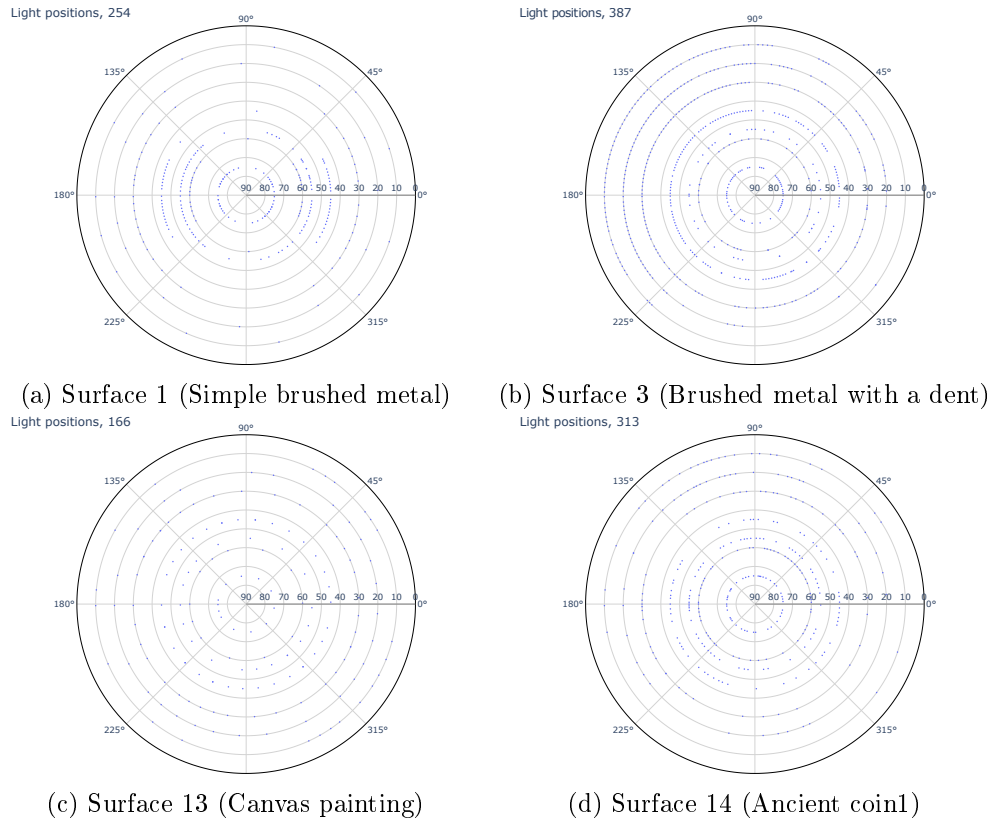 Light positions, 254
90°
135° 45°
180° 90 80 70 60 50 40 30 20 10 0 0°
225° 315°
(a) Surface 1 (Simple brushed metal)
Light positions, 387
90°
135° 45°
180° 90 80 70 60 50 40 30 20 10 0 0°
225° 315°
(b) Surface 3 (Brushed metal with a dent)
Light positions, 166
90°
135° 45°
180° 90 80 70 60 50 40 30 20 10 0 0°
225° 315°
(c) Surface 13 (Canvas painting)
Light positions, 313
90°
135° 45°
180° 90 80 70 60 50 40 30 20 10 0 0°
225° 315°
(d) Surface 14 (Ancient coin1)